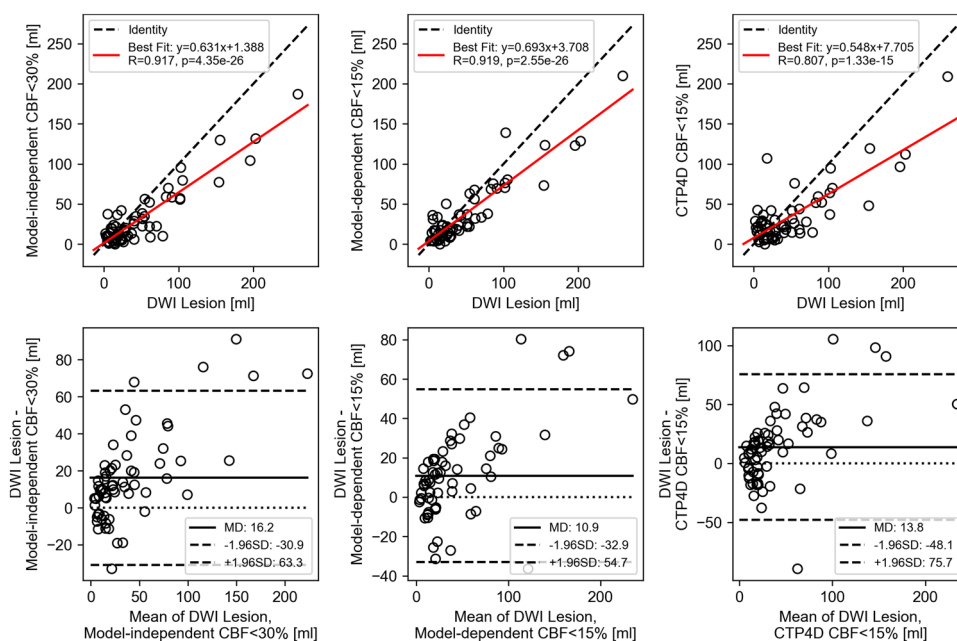 Identity
Best Fit: y=0.631x+1.388
R=0.917, p=4.35e-26
Model-independent CBF<30% [ml]
250
200
150
100
50
0
0
100
200
DWI Lesion [ml]
Identity
Best Fit: y=0.693x+3.708
R=0.919, p=2.55e-26
Model-dependent CBF<15% [ml]
250
200
150
100
50
0
0
100
200
DWI Lesion [ml]
Identity
Best Fit: y=0.548x+7.705
R=0.807, p=1.33e-15
CTP4D CBF<15% [ml]
250
200
150
100
50
0
0
100
200
DWI Lesion [ml]
DWI Lesion -
Model-independent CBF<30% [ml]
80
60
40
20
0
−20
MD: 16.2
-1.96SD: -30.9
+1.96SD: 63.3
0
50
100
150
200
Mean of DWI Lesion,
Model-independent CBF<30% [ml]
DWI Lesion -
Model-dependent CBF<15% [ml]
80
60
40
20
0
−20
−40
MD: 10.9
-1.96SD: -32.9
+1.96SD: 54.7
0
100
200
Mean of DWI Lesion,
Model-dependent CBF<15% [ml]
DWI Lesion -
CTP4D CBF<15% [ml]
100
50
0
−50
MD: 13.8
-1.96SD: -48.1
+1.96SD: 75.7
0
100
200
Mean of DWI Lesion,
CTP4D CBF<15% [ml]